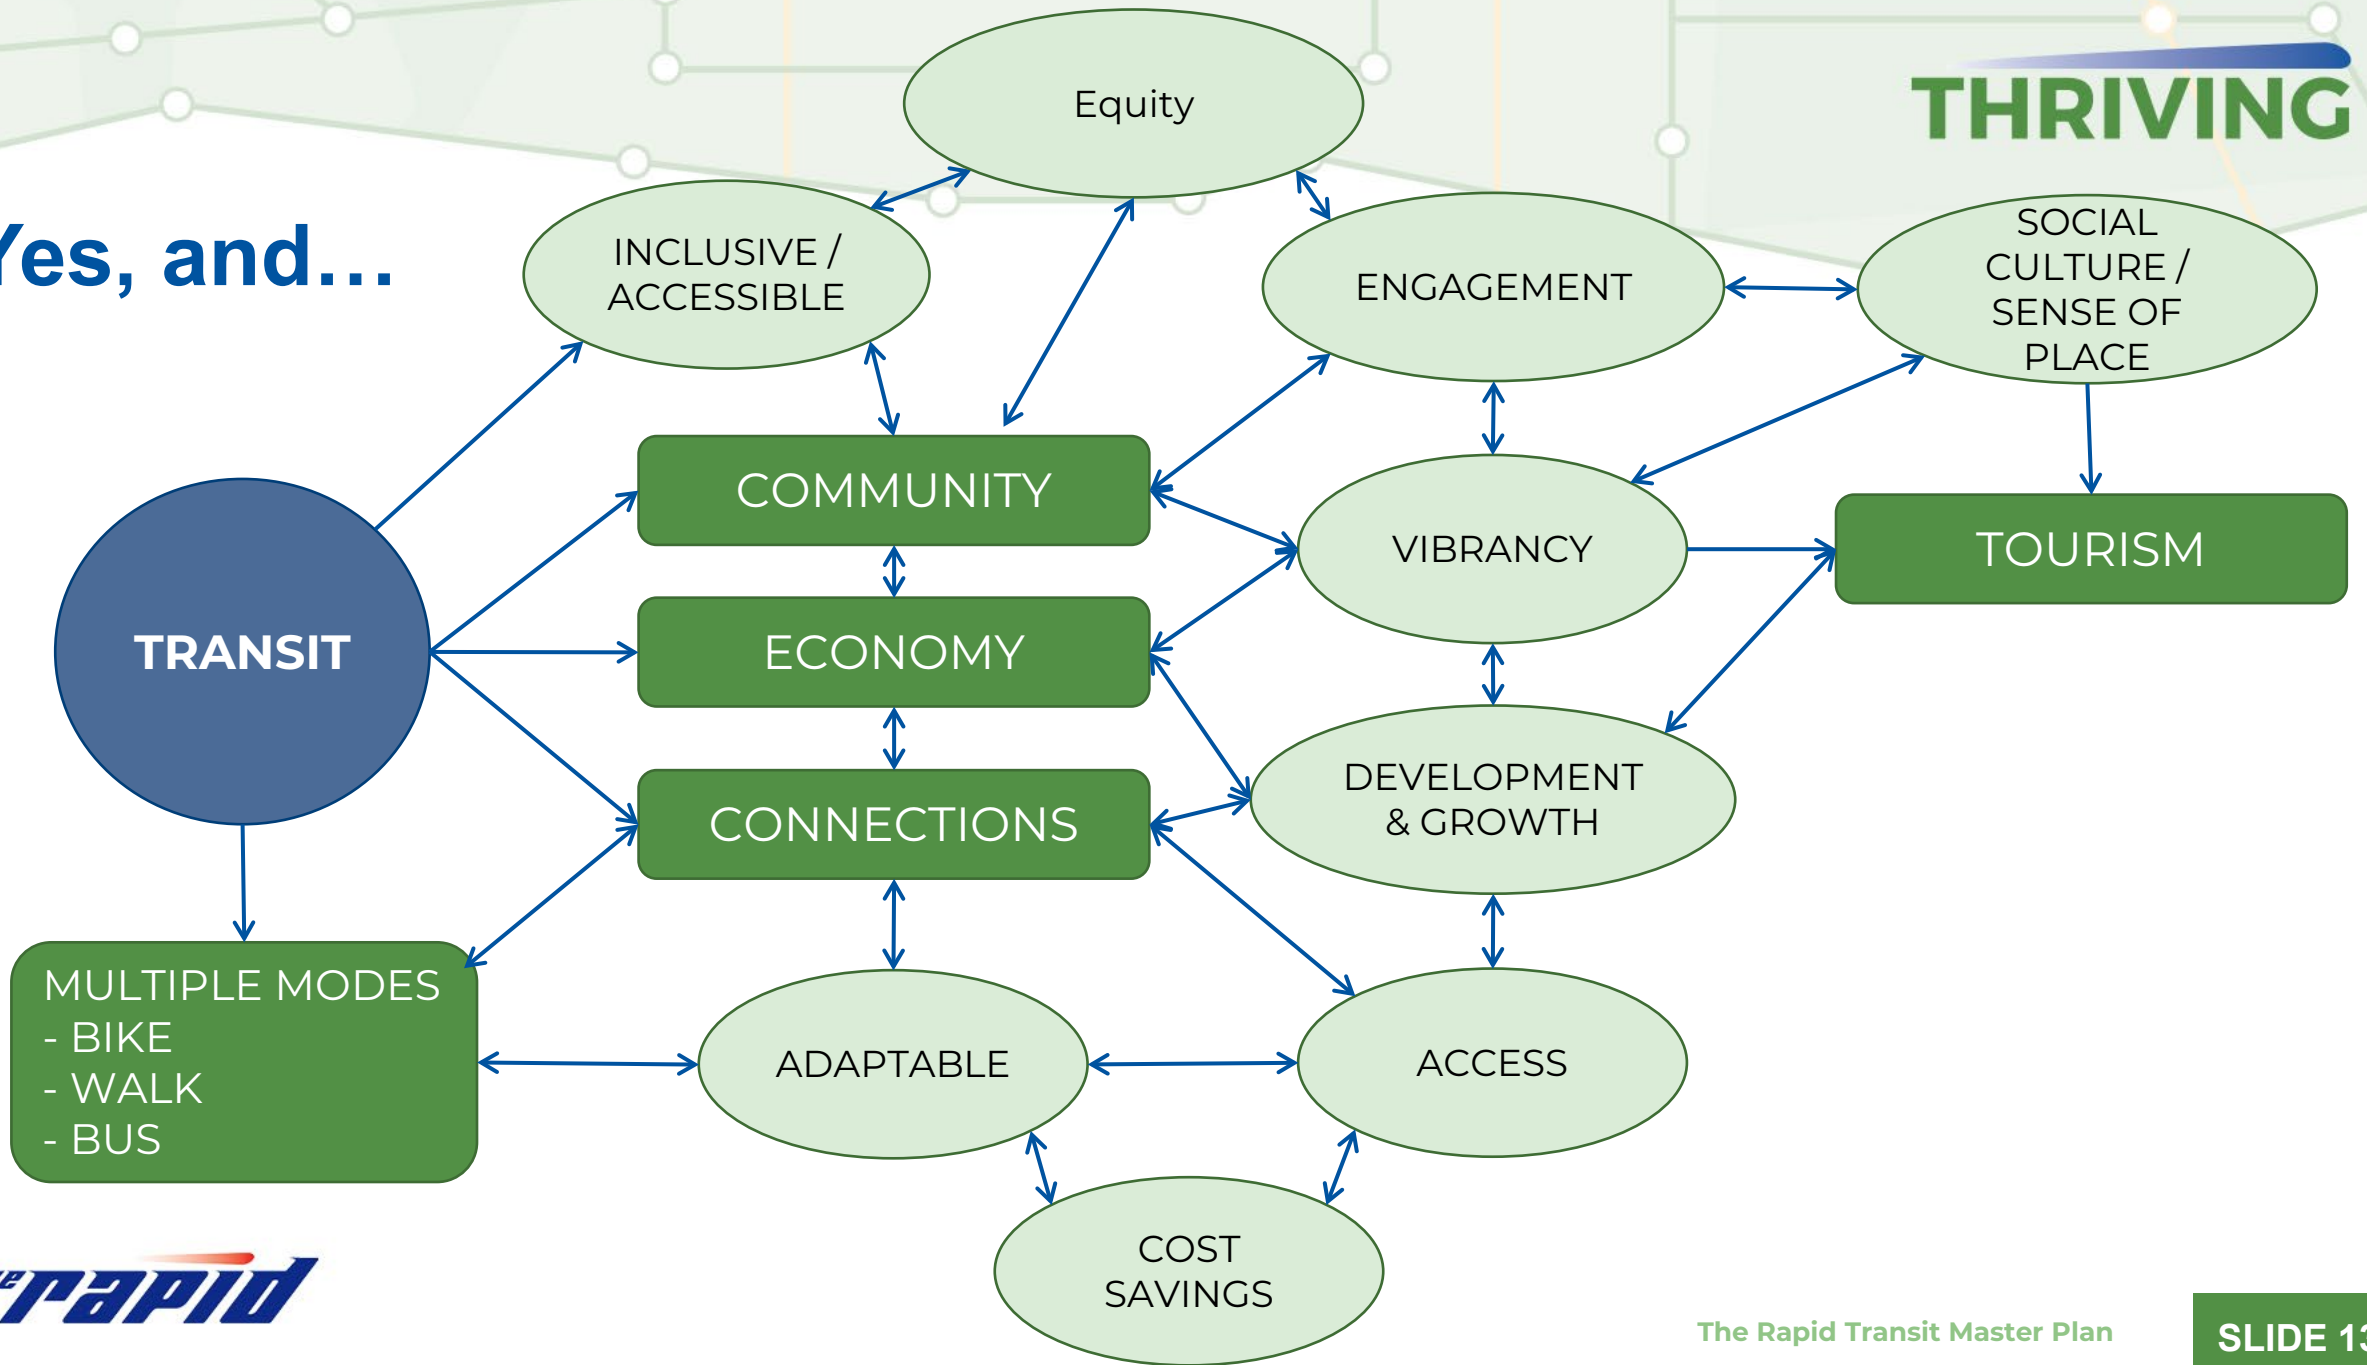 THRIVING
Yes, and...
Equity
INCLUSIVE /
ACCESSIBLE
ENGAGEMENT
SOCIAL
CULTURE /
SENSE OF
PLACE
COMMUNITY
VIBRANCY
TOURISM
TRANSIT
ECONOMY
DEVELOPMENT
& GROWTH
CONNECTIONS
MULTIPLE MODES
- BIKE
- WALK
- BUS
ADAPTABLE
ACCESS
COST
SAVINGS
rapid
The Rapid Transit Master Plan
SLIDE 13